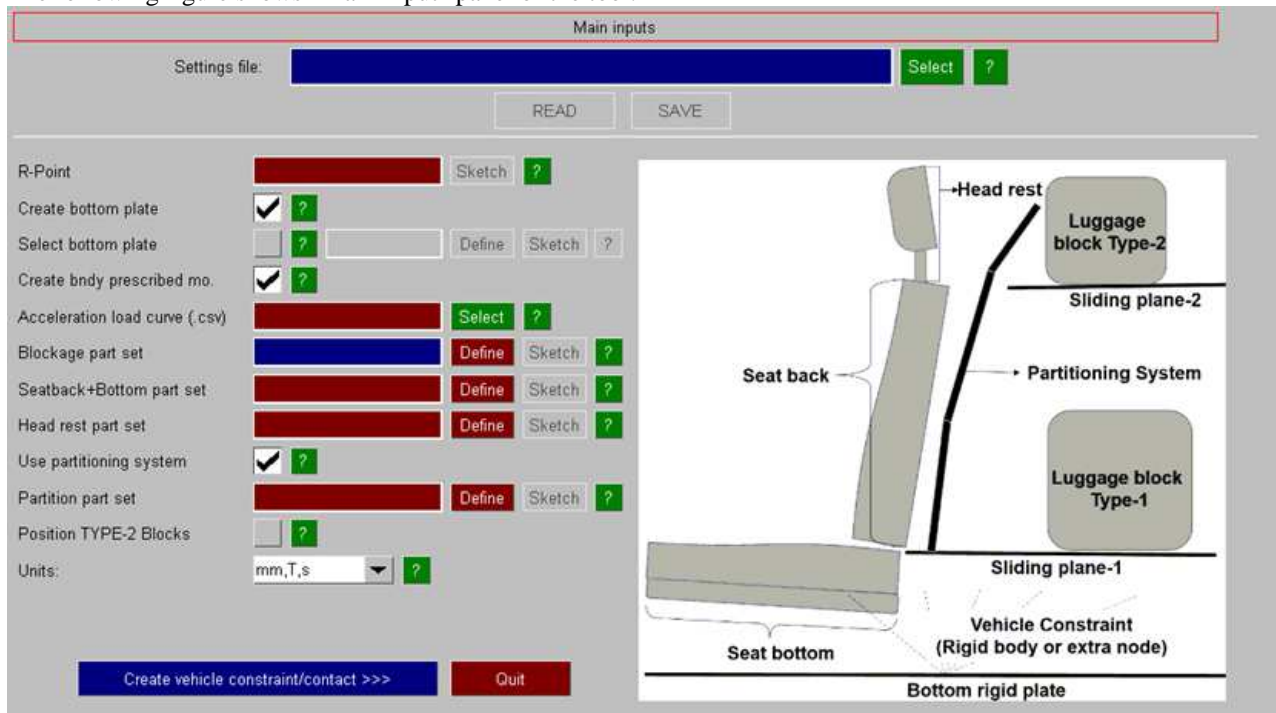 Main inputs
Settings file:
Select ?
READ SAVE
R-Point Sketch ?
Create bottom plate ?
Select bottom plate ? Define Sketch ?
Create bndy prescribed mo. ?
Acceleration load curve (.csv) Select ?
Blockage part set Define Sketch ?
Seatback+Bottom part set Define Sketch ?
Head rest part set Define Sketch ?
Use partitioning system ?
Partition part set Define Sketch ?
Position TYPE-2 Blocks ?
Units: mm,T,s ?
Create vehicle constraint/contact >>> Quit
Head rest
Luggage
block Type-2
Sliding plane-2
Seat back
Partitioning System
Luggage block
Type-1
Sliding plane-1
Vehicle Constraint
(Rigid body or extra node)
Seat bottom
Bottom rigid plate